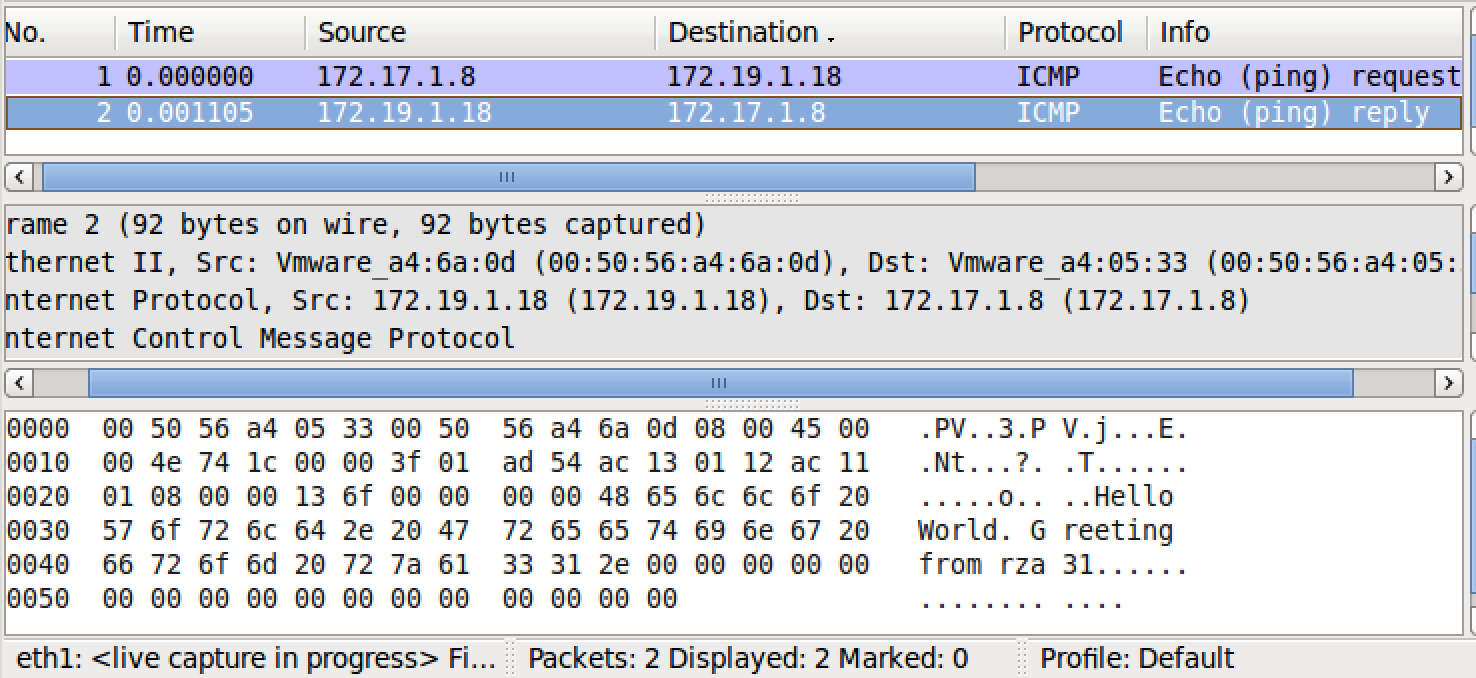 No. Time Source Destination Protocol Info
1 0.000000 172.17.1.8 172.19.1.18 ICMP Echo (ping) request
2 0.001105 172.19.1.18 172.17.1.8 ICMP Echo (ping) reply
rame 2 (92 bytes on wire, 92 bytes captured)
thernet II, Src: Vmware_a4:6a:0d (00:50:56:a4:6a:0d), Dst: Vmware_a4:05:33 (00:50:56:a4:05:
nternet Protocol, Src: 172.19.1.18 (172.19.1.18), Dst: 172.17.1.8 (172.17.1.8)
nternet Control Message Protocol
0000 00 50 56 a4 05 33 00 50 56 a4 6a 0d 08 00 45 00 .PV..3.P V.j...E.
0010 00 4e 74 1c 00 00 3f 01 ad 54 ac 13 01 12 ac 11 .Nt...?. .T......
0020 01 08 00 00 13 6f 00 00 00 00 48 65 6c 6c 6f 20 .....o.. ..Hello
0030 57 6f 72 6c 64 2e 20 47 72 65 65 74 69 6e 67 20 World. G reeting
0040 66 72 6f 6d 20 72 7a 61 33 31 2e 00 00 00 00 00 from rza 31......
0050 00 00 00 00 00 00 00 00 00 00 00 00 ........ ....
eth1: <live capture in progress> Fi... Packets: 2 Displayed: 2 Marked: 0 Profile: Default